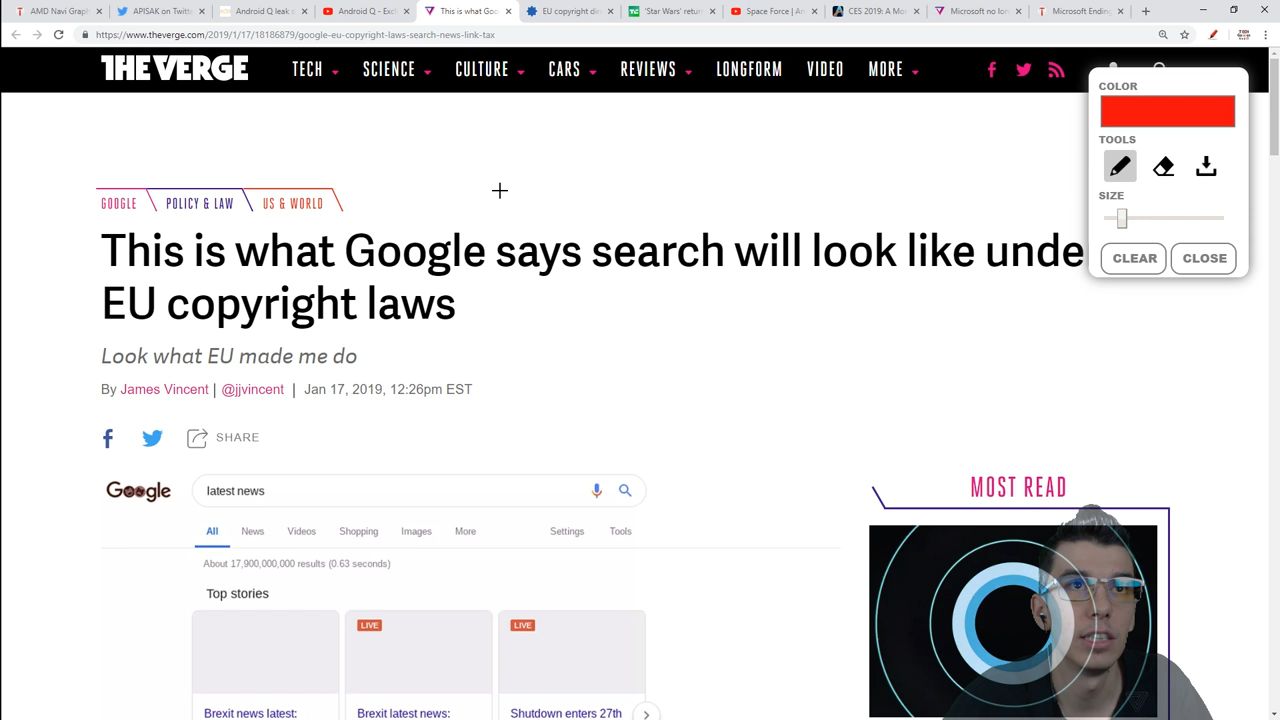 AMD Navi Graph
APISAK on Twitte
Android Q leak c
Android Q - Excl
This is what Goo
EU copyright dire
'Star Wars' return
Space Force | An
CES 2019: A Mo
Microsoft no lon
Microsoft Ending
https://www.theverge.com/2019/1/17/18186879/google-eu-copyright-laws-search-news-link-tax
THE VERGE
TECH
SCIENCE
CULTURE
CARS
REVIEWS
LONGFORM
VIDEO
MORE
COLOR
TOOLS
SIZE
CLEAR
CLOSE
GOOGLE
POLICY & LAW
US & WORLD
This is what Google says search will look like unde
EU copyright laws
Look what EU made me do
By James Vincent | @jjvincent | Jan 17, 2019, 12:26pm EST
SHARE
Google
latest news
All
News
Videos
Shopping
Images
More
Settings
Tools
About 17,900,000,000 results (0.63 seconds)
Top stories
LIVE
LIVE
Brexit news latest:
Brexit latest news:
Shutdown enters 27th
MOST READ